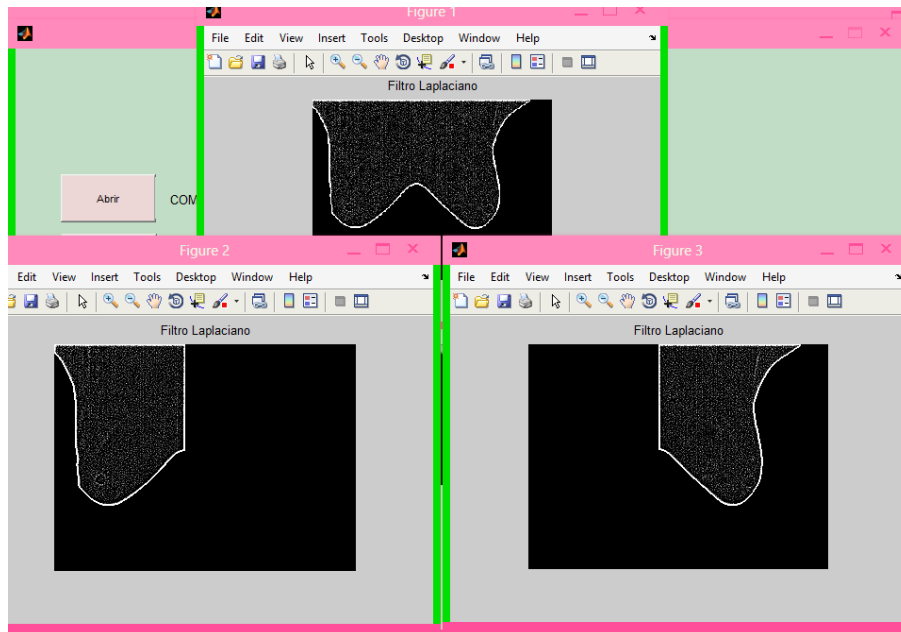 Figure 1
File Edit View Insert Tools Desktop Window Help
Filtro Laplaciano
Abrir
COM
Figure 2
Edit View Insert Tools Desktop Window Help
Filtro Laplaciano
Figure 3
File Edit View Insert Tools Desktop Window Help
Filtro Laplaciano